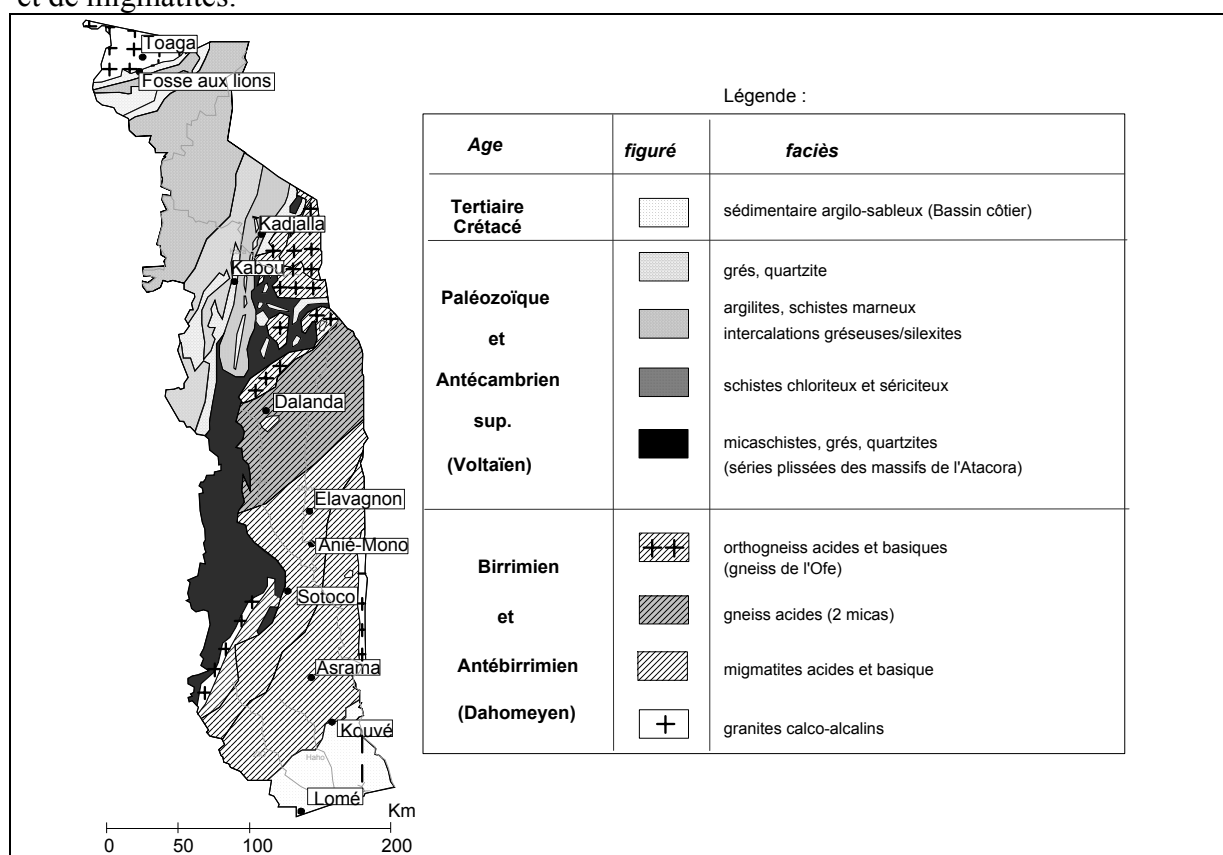 et de migmatites.
Toaga
Fosse aux lions
Kadjalla
Kabou
Dalanda
Elavagnon
Anié-Mono
Sotoco
Asrama
Kouvé
Haho
Lomé
Km
0 50 100 200
Légende :
Age figuré faciès
Tertiaire
Crétacé
sédimentaire argilo-sableux (Bassin côtier)
Paléozoïque
et
Antécambrien
sup.
(Voltaïen)
grés, quartzite
argilites, schistes marneux
intercalations gréseuses/silexites
schistes chloriteux et sériciteux
micaschistes, grés, quartzites
(séries plissées des massifs de l'Atacora)
Birrimien
et
Antébirrimien
(Dahomeyen)
orthogneiss acides et basiques
(gneiss de l'Ofe)
gneiss acides (2 micas)
migmatites acides et basique
granites calco-alcalins